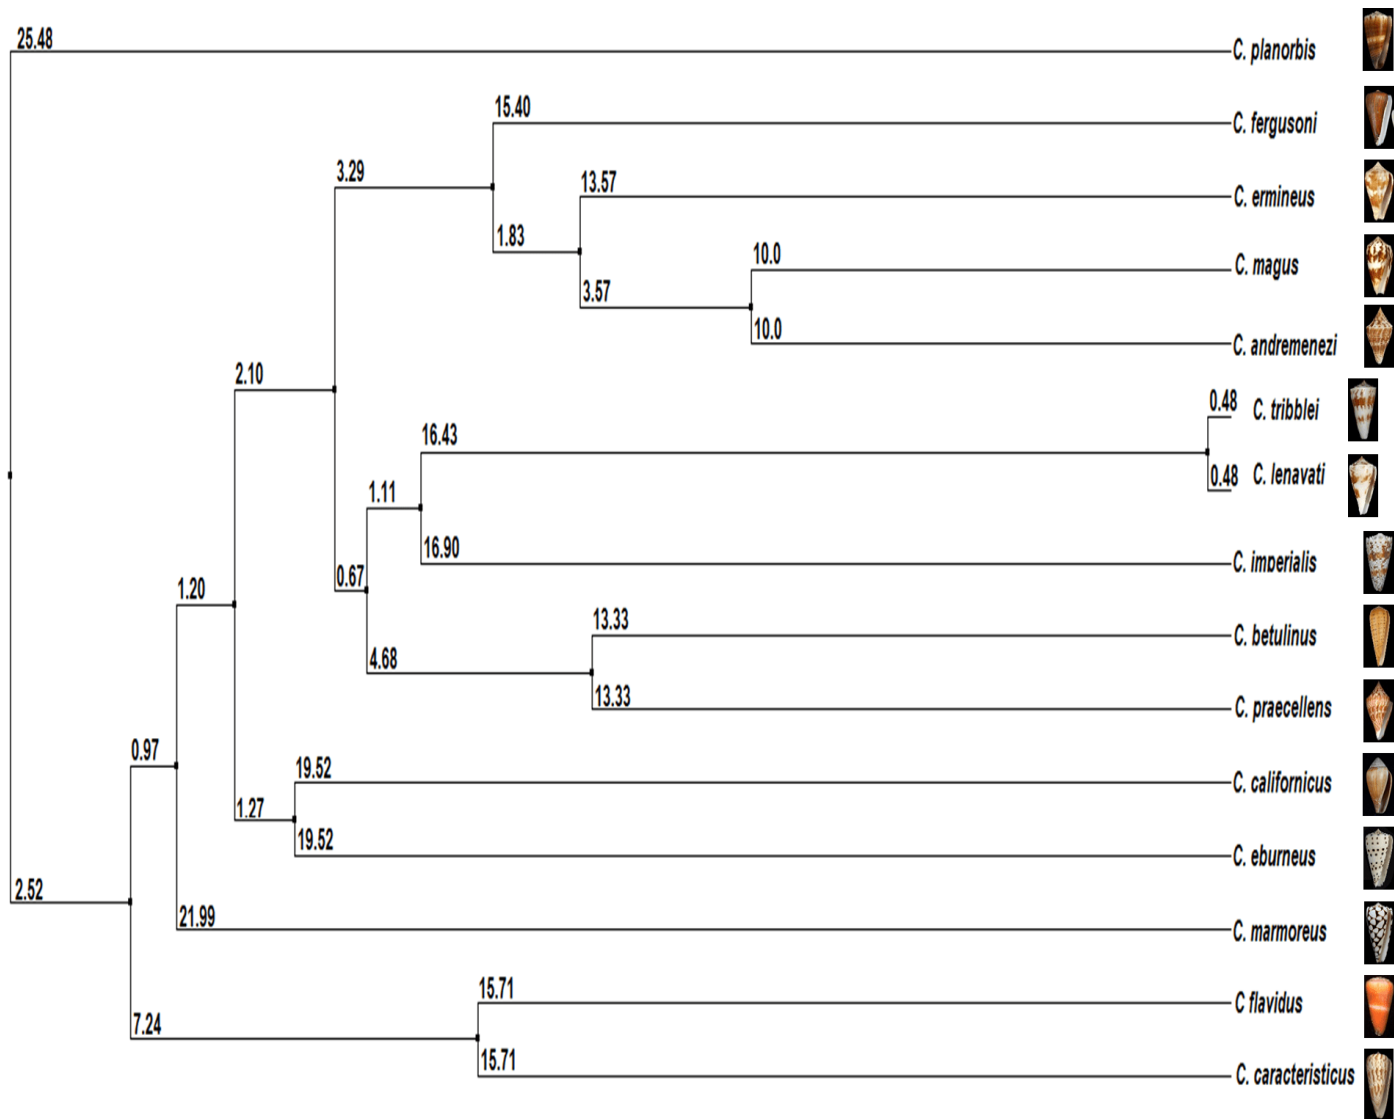 25.48
C. planorbis
15.40
C. fergusoni
3.29
13.57
C. ermineus
1.83
10.0
C. magus
3.57
10.0
C. andremenezi
2.10
0.48
C. tribblei
16.43
0.48
C. lenavati
1.11
16.90
C. imperialis
0.67
1.20
13.33
C. betulinus
4.68
13.33
C. praecellens
0.97
19.52
C. californicus
1.27
19.52
C. eburneus
2.52
21.99
C. marmoreus
15.71
C flavidus
7.24
15.71
C. caracteristicus